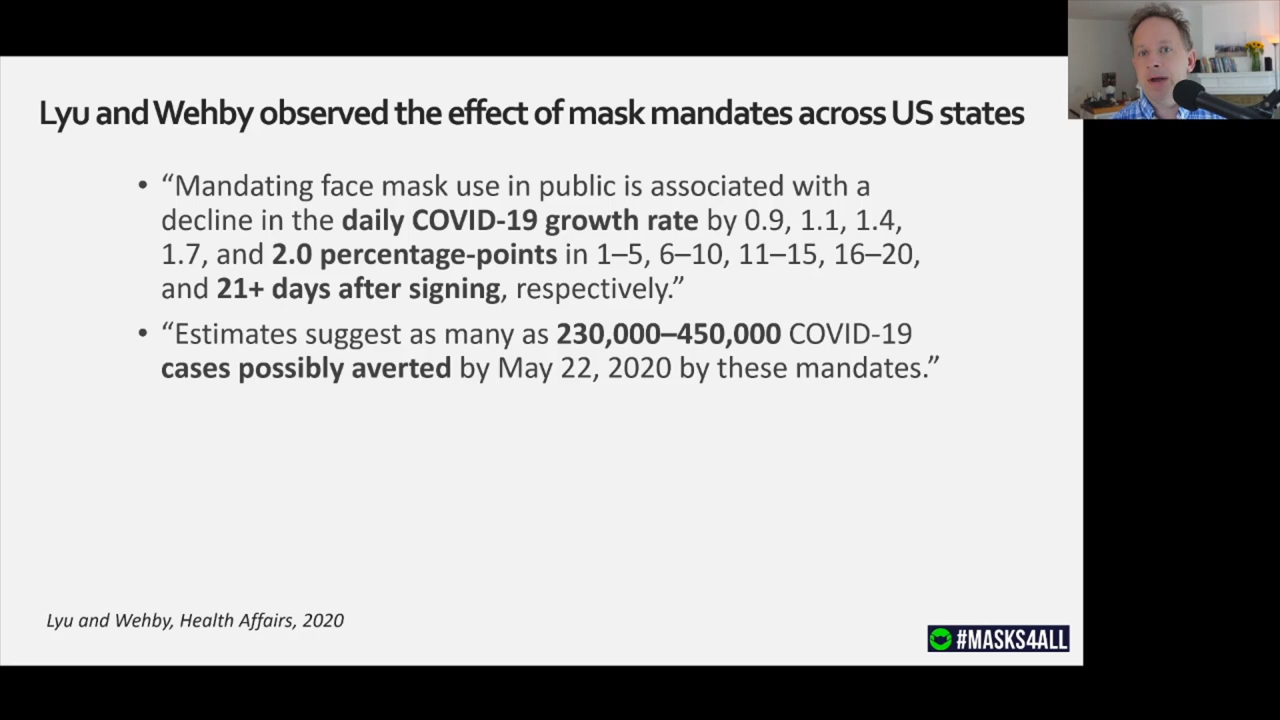 Lyu and Wehby observed the effect of mask mandates across US states
• “Mandating face mask use in public is associated with a
decline in the daily COVID-19 growth rate by 0.9, 1.1, 1.4,
1.7, and 2.0 percentage-points in 1–5, 6–10, 11–15, 16–20,
and 21+ days after signing, respectively.”
• “Estimates suggest as many as 230,000–450,000 COVID-19
cases possibly averted by May 22, 2020 by these mandates.”
Lyu and Wehby, Health Affairs, 2020
#MASKS4ALL